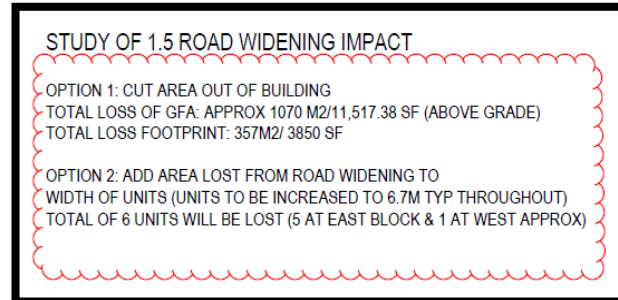 STUDY OF 1.5 ROAD WIDENING IMPACT
OPTION 1: CUT AREA OUT OF BUILDING
TOTAL LOSS OF GFA: APPROX 1070 M2/11,517.38 SF (ABOVE GRADE)
TOTAL LOSS FOOTPRINT: 357M2/ 3850 SF
OPTION 2: ADD AREA LOST FROM ROAD WIDENING TO
WIDTH OF UNITS (UNITS TO BE INCREASED TO 6.7M TYP THROUGHOUT)
TOTAL OF 6 UNITS WILL BE LOST (5 AT EAST BLOCK & 1 AT WEST APPROX)